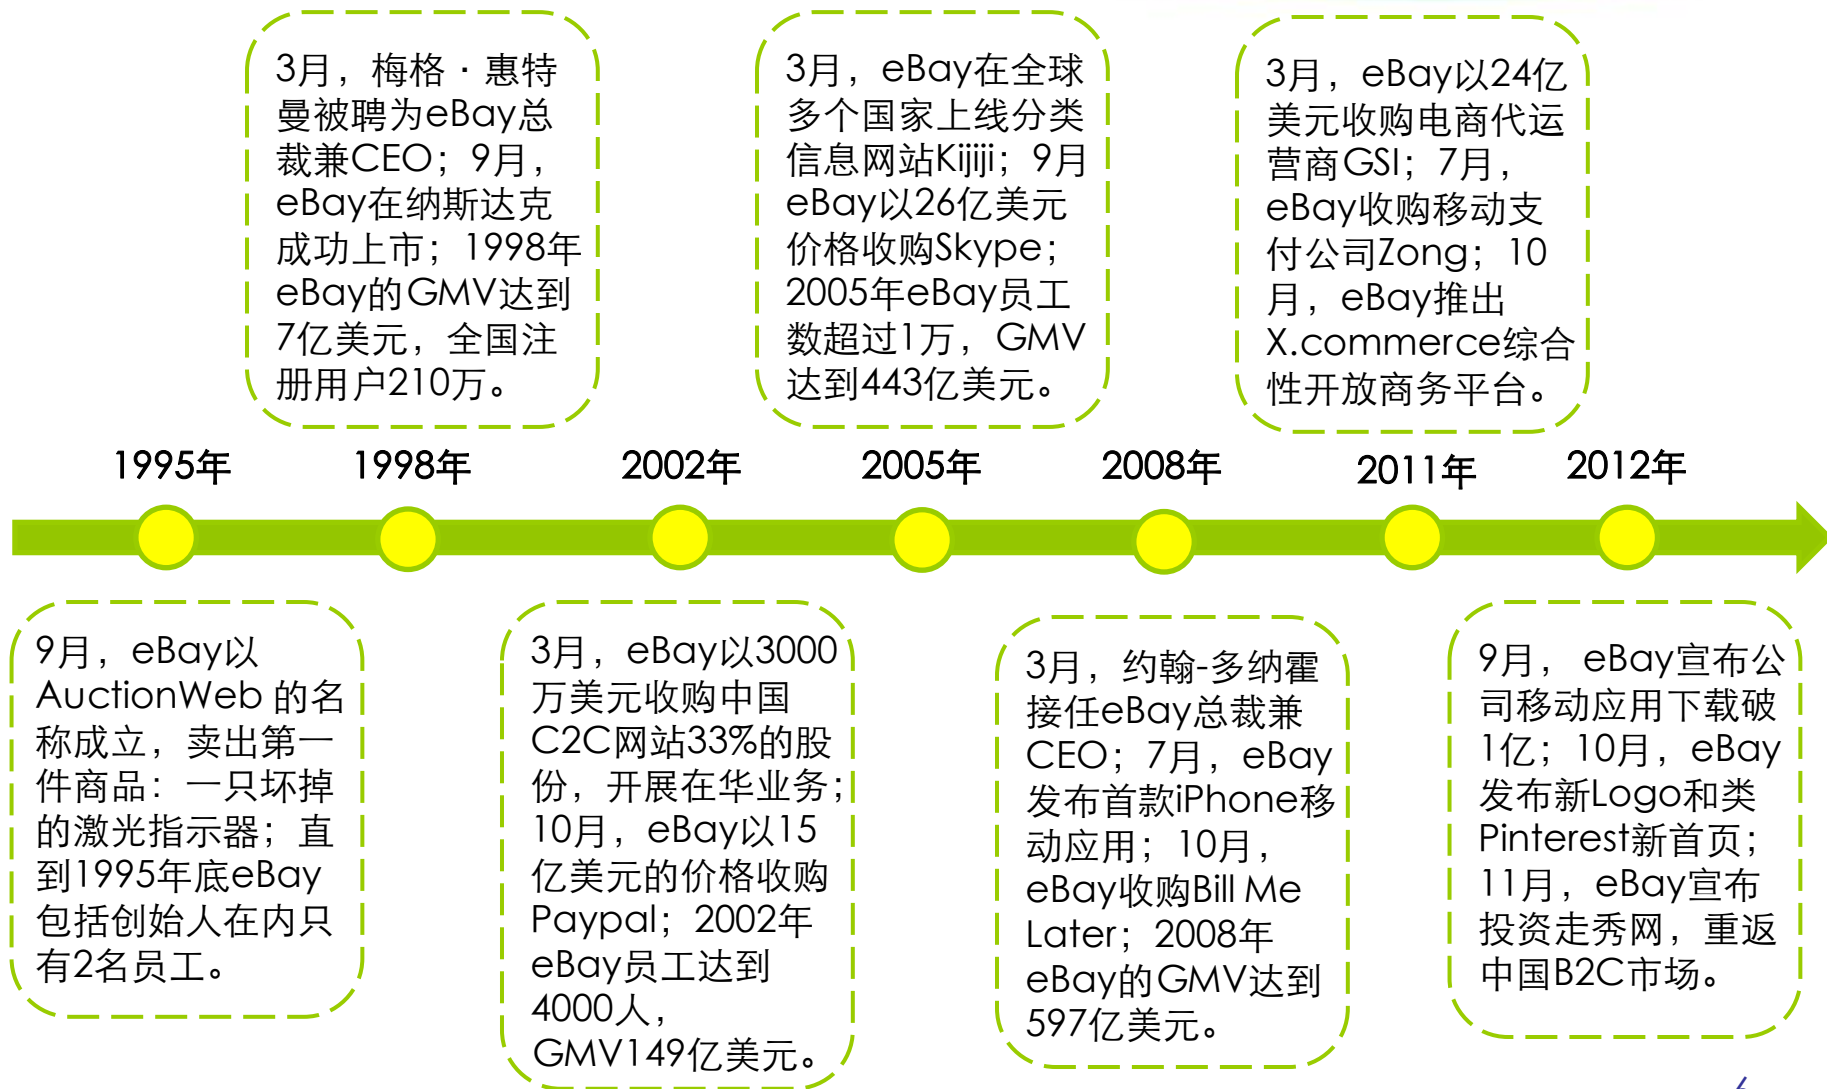 3月，梅格·惠特
曼被聘为eBay总
裁兼CEO；9月，
eBay在纳斯达克
成功上市；1998年
eBay的GMV达到
7亿美元，全国注
册用户210万。
3月，eBay在全球
多个国家上线分类
信息网站Kijiji；9月
eBay以26亿美元
价格收购Skype；
2005年eBay员工
数超过1万，GMV
达到443亿美元。
3月，eBay以24亿
美元收购电商代运
营商GSI；7月，
eBay收购移动支
付公司Zong；10
月，eBay推出
X.commerce综合
性开放商务平台。
1995年
1998年
2002年
2005年
2008年
2011年
2012年
9月，eBay以
AuctionWeb 的名
称成立，卖出第一
件商品：一只坏掉
的激光指示器；直
到1995年底eBay
包括创始人在内只
有2名员工。
3月，eBay以3000
万美元收购中国
C2C网站33%的股
份，开展在华业务；
10月，eBay以15
亿美元的价格收购
Paypal；2002年
eBay员工达到
4000人，
GMV149亿美元。
3月，约翰-多纳霍
接任eBay总裁兼
CEO；7月，eBay
发布首款iPhone移
动应用；10月，
eBay收购Bill Me
Later；2008年
eBay的GMV达到
597亿美元。
9月， eBay宣布公
司移动应用下载破
1亿；10月，eBay
发布新Logo和类
Pinterest新首页；
11月，eBay宣布
投资走秀网，重返
中国B2C市场。